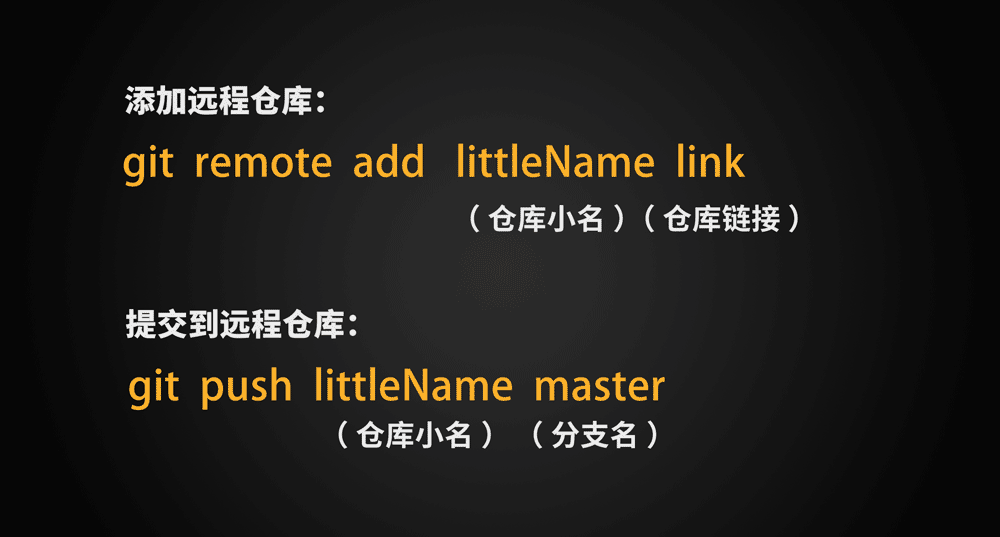 添加远程仓库：
git remote add littleName link
（仓库小名）（仓库链接）
提交到远程仓库：
git push littleName master
（仓库小名） （分支名）